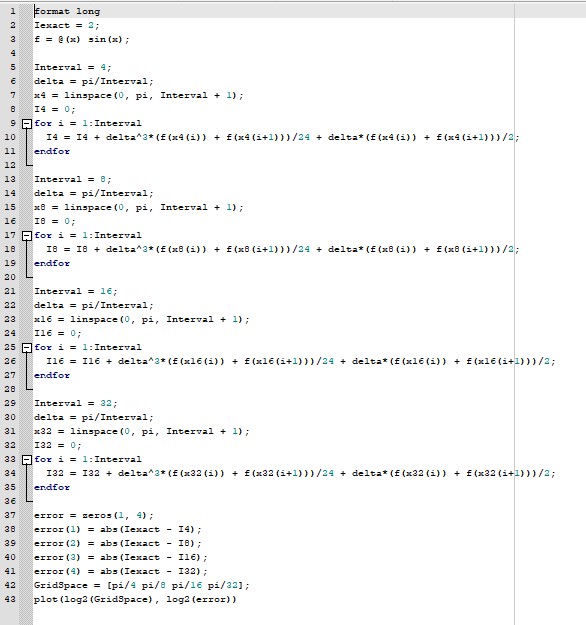 1 format long
2 Iexact = 2;
3 f = @(x) sin(x);
4
5 Interval = 4;
6 delta = pi/Interval;
7 x4 = linspace(0, pi, Interval + 1);
8 I4 = 0;
9 for i = 1:Interval
10 I4 = I4 + delta^3*(f(x4(i)) + f(x4(i+1)))/24 + delta*(f(x4(i)) + f(x4(i+1)))/2;
11 endfor
12
13 Interval = 8;
14 delta = pi/Interval;
15 x8 = linspace(0, pi, Interval + 1);
16 I8 = 0;
17 for i = 1:Interval
18 I8 = I8 + delta^3*(f(x8(i)) + f(x8(i+1)))/24 + delta*(f(x8(i)) + f(x8(i+1)))/2;
19 endfor
20
21 Interval = 16;
22 delta = pi/Interval;
23 x16 = linspace(0, pi, Interval + 1);
24 I16 = 0;
25 for i = 1:Interval
26 I16 = I16 + delta^3*(f(x16(i)) + f(x16(i+1)))/24 + delta*(f(x16(i)) + f(x16(i+1)))/2;
27 endfor
28
29 Interval = 32;
30 delta = pi/Interval;
31 x32 = linspace(0, pi, Interval + 1);
32 I32 = 0;
33 for i = 1:Interval
34 I32 = I32 + delta^3*(f(x32(i)) + f(x32(i+1)))/24 + delta*(f(x32(i)) + f(x32(i+1)))/2;
35 endfor
36
37 error = zeros(1, 4);
38 error(1) = abs(Iexact - I4);
39 error(2) = abs(Iexact - I8);
40 error(3) = abs(Iexact - I16);
41 error(4) = abs(Iexact - I32);
42 GridSpace = [pi/4 pi/8 pi/16 pi/32];
43 plot(log2(GridSpace), log2(error))